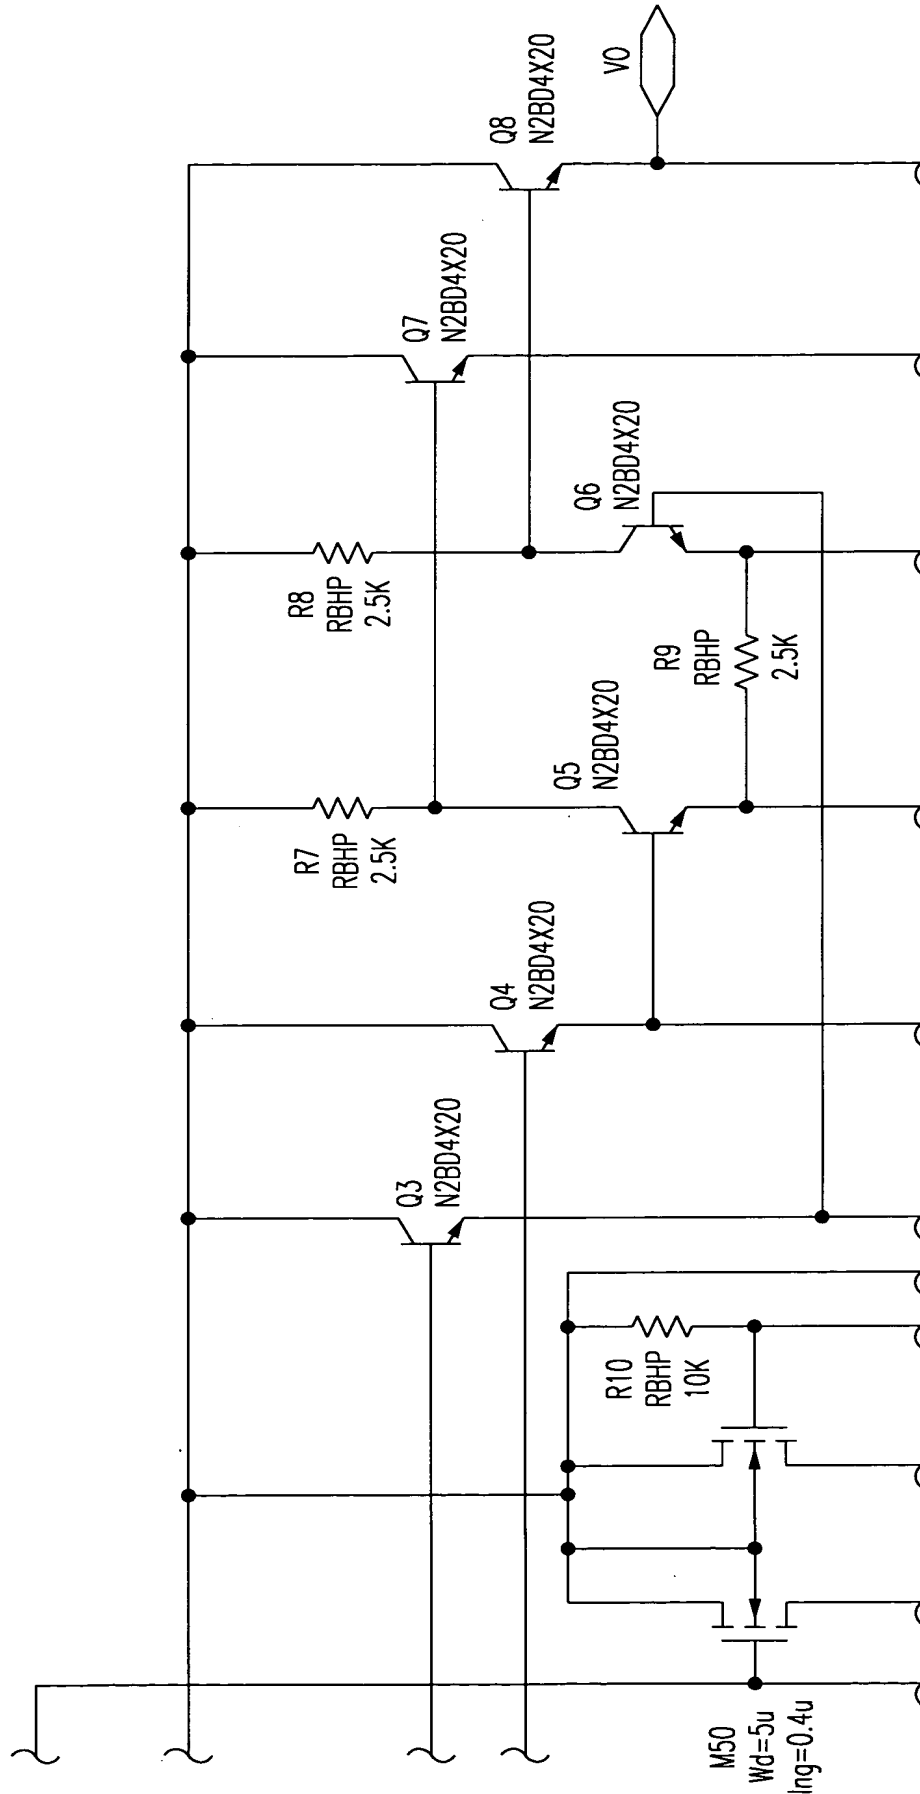 M50
Wd=5u
lng=0.4u
R10
RBHP
10K
Q3
N2BD4X20
Q4
N2BD4X20
R7
RBHP
2.5K
Q5
N2BD4X20
R8
RBHP
2.5K
R9
RBHP
2.5K
Q6
N2BD4X20
Q7
N2BD4X20
Q8
N2BD4X20
VO